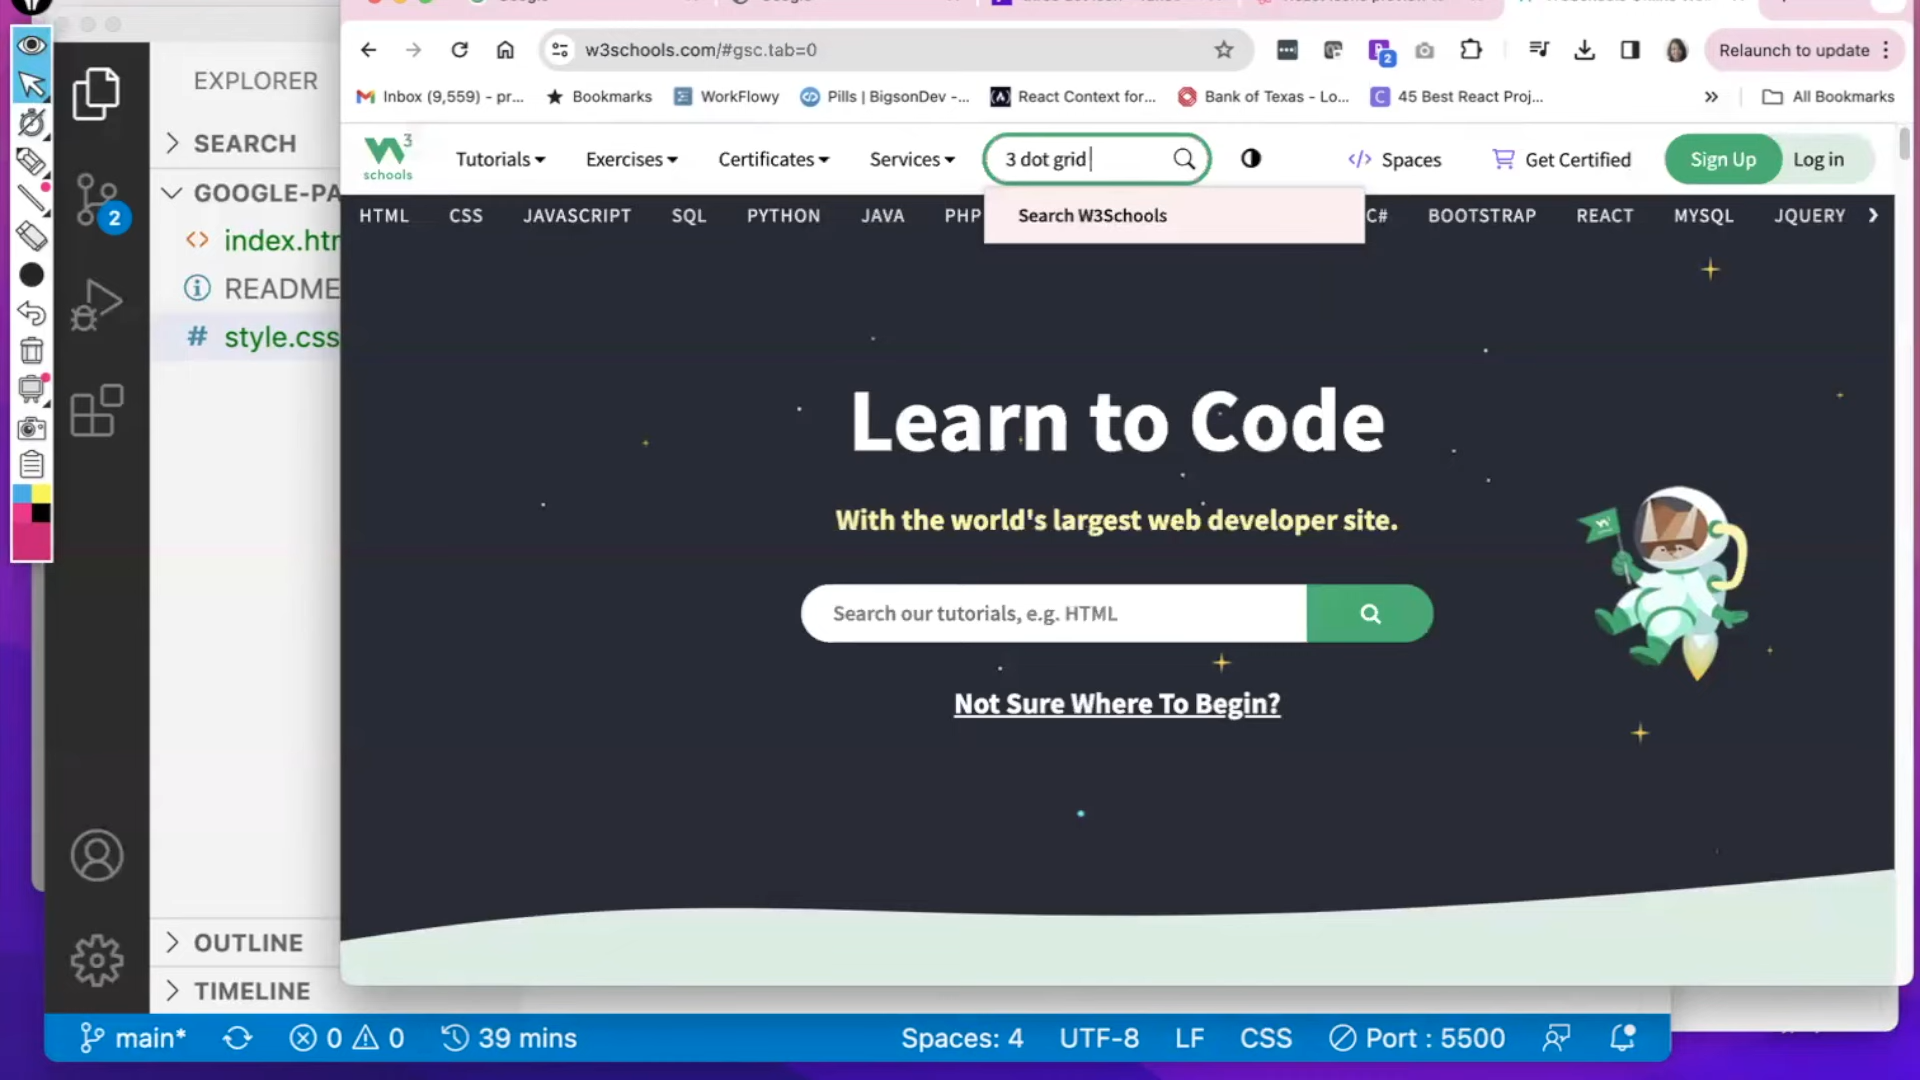 w3schools.com/#gsc.tab=0
Relaunch to update
2
Inbox (9,559) - pr...
Bookmarks
WorkFlowy
Pills | BigsonDev -...
React Context for...
Bank of Texas - Lo...
45 Best React Proj...
All Bookmarks
W3
schools
Tutorials
Exercises
Certificates
Services
3 dot grid
Spaces
Get Certified
Sign Up
Log in
HTML
CSS
JAVASCRIPT
SQL
PYTHON
JAVA
PHP
C#
BOOTSTRAP
REACT
MYSQL
JQUERY
Search W3Schools
Learn to Code
With the world's largest web developer site.
Search our tutorials, e.g. HTML
Not Sure Where To Begin?
EXPLORER
SEARCH
GOOGLE-PA
index.htm
README
style.css
2
OUTLINE
TIMELINE
main*
0
0
39 mins
Spaces: 4
UTF-8
LF
CSS
Port : 5500